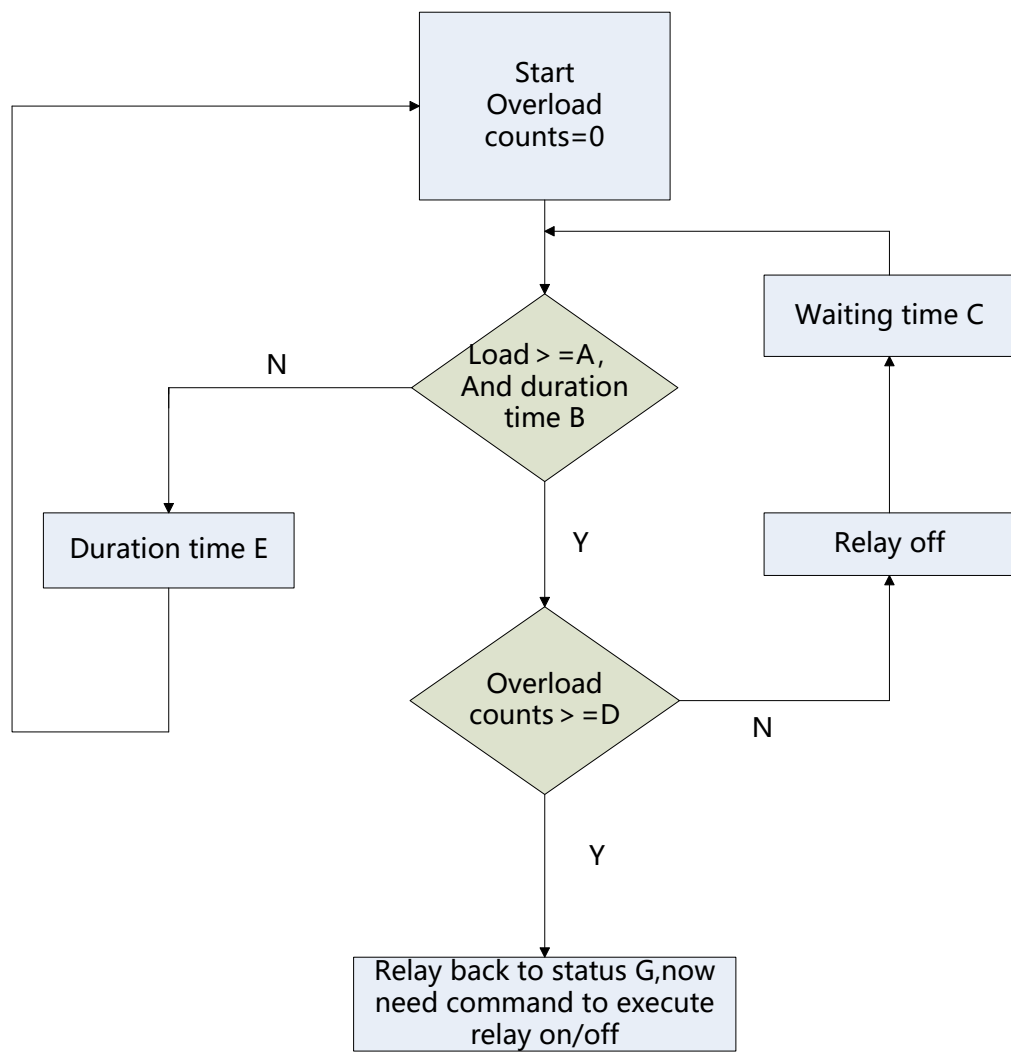 Start
Overload
counts=0
Waiting time C
N
Load>=A,
And duration
time B
Duration time E
Y
Relay off
Overload
counts>=D
N
Y
Relay back to status G,now
need command to execute
relay on/off